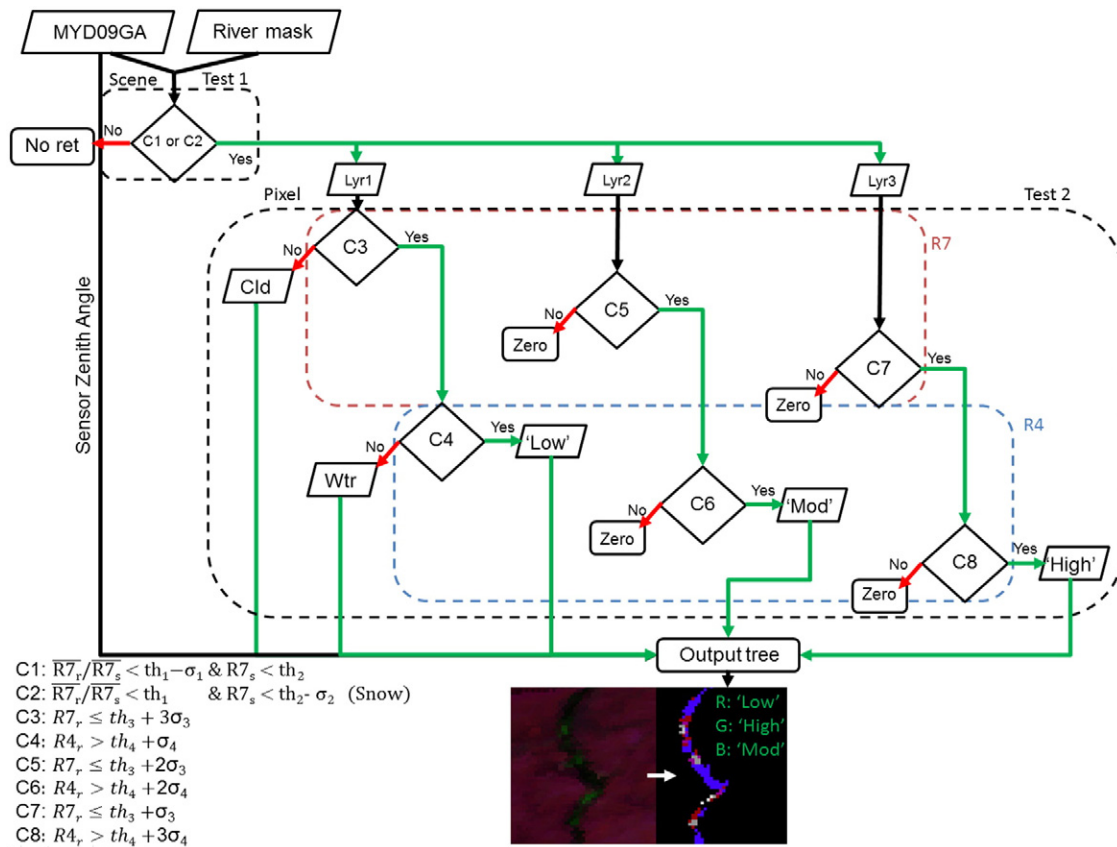 MYD09GA
River mask
Scene
Test 1
C1 or C2
No
No ret
Yes
Lyr1
Lyr2
Lyr3
Pixel
Test 2
R7
C3
No
Yes
Cld
C5
No
Yes
Zero
C7
No
Yes
Zero
Sensor Zenith Angle
R4
C4
No
Yes
'Low'
Wtr
C6
No
Yes
'Mod'
Zero
C8
No
Yes
'High'
Zero
Output tree
C1: R̅7̅ᵣ/R̅7̅ₛ < th₁−σ₁ & R7ₛ < th₂
C2: R̅7̅ᵣ/R̅7̅ₛ < th₁ & R7ₛ < th₂- σ₂ (Snow)
C3: R7ᵣ ≤ th₃ + 3σ₃
C4: R4ᵣ > th₄ +σ₄
C5: R7ᵣ ≤ th₃ +2σ₃
C6: R4ᵣ > th₄ +2σ₄
C7: R7ᵣ ≤ th₃ +σ₃
C8: R4ᵣ > th₄ +3σ₄
R: 'Low'
G: 'High'
B: 'Mod'